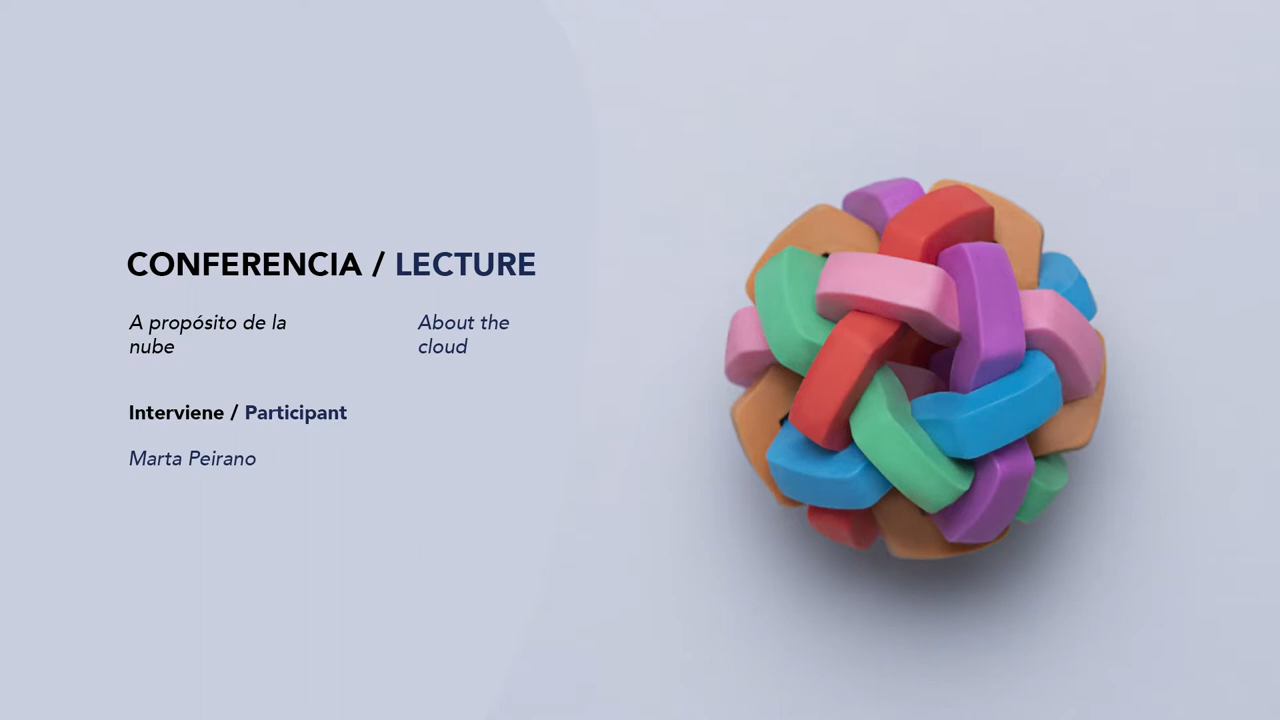 CONFERENCIA / LECTURE
A propósito de la
nube
About the
cloud
Interviene / Participant
Marta Peirano